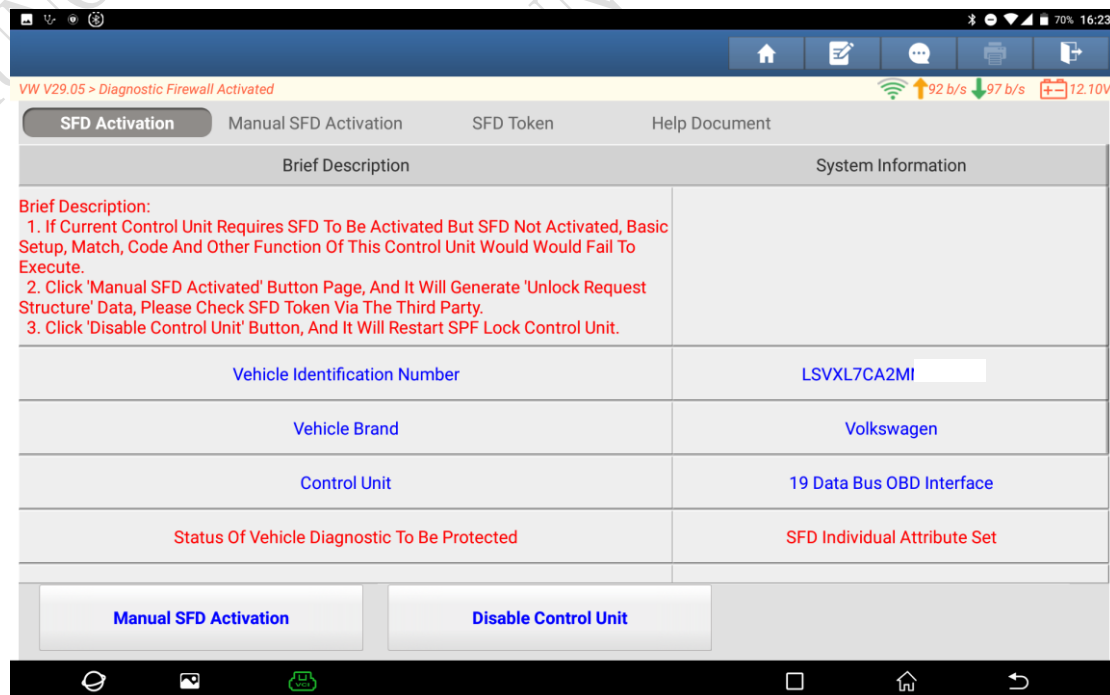 70% 16:23
VW V29.05 > Diagnostic Firewall Activated
92 b/s 97 b/s 12.10V
SFD Activation Manual SFD Activation SFD Token Help Document
Brief Description System Information
Brief Description:
1. If Current Control Unit Requires SFD To Be Activated But SFD Not Activated, Basic
Setup, Match, Code And Other Function Of This Control Unit Would Would Fail To
Execute.
2. Click 'Manual SFD Activated' Button Page, And It Will Generate 'Unlock Request
Structure' Data, Please Check SFD Token Via The Third Party.
3. Click 'Disable Control Unit' Button, And It Will Restart SPF Lock Control Unit.
Vehicle Identification Number LSVXL7CA2M
Vehicle Brand Volkswagen
Control Unit 19 Data Bus OBD Interface
Status Of Vehicle Diagnostic To Be Protected SFD Individual Attribute Set
Manual SFD Activation Disable Control Unit
VCI